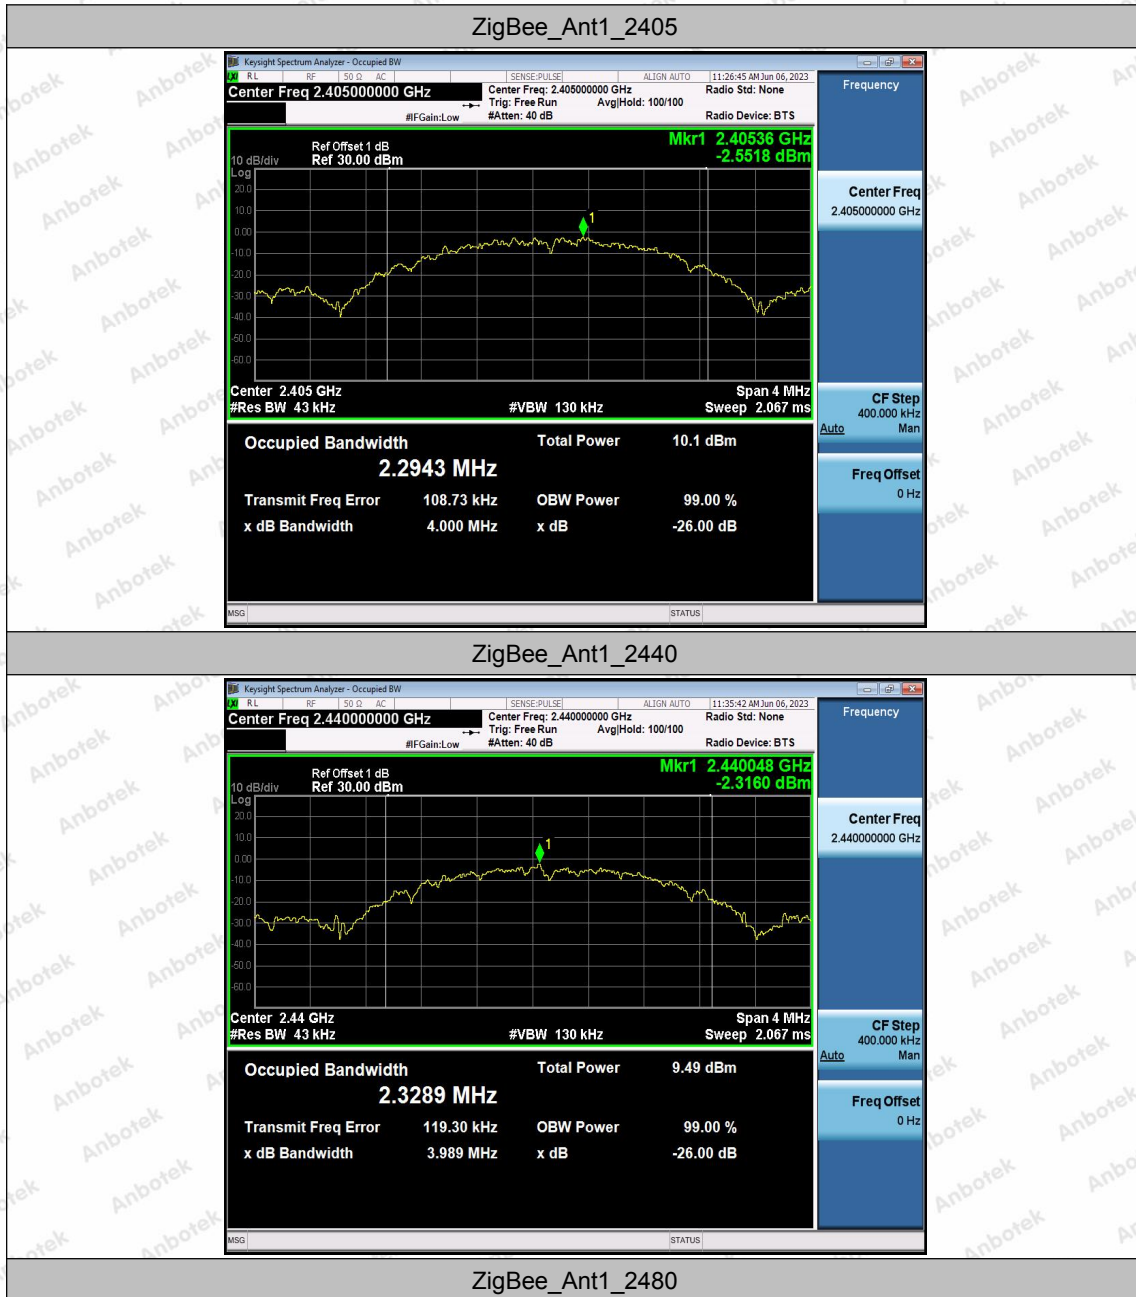 ZigBee_Ant1_2405
Keysight Spectrum Analyzer - Occupied BW
RL RF 50 Ω AC SENSE:PULSE ALIGN AUTO 11:26:45 AM Jun 06, 2023
Center Freq 2.405000000 GHz Center Freq: 2.405000000 GHz Radio Std: None
Trig: Free Run Avg|Hold: 100/100
#IFGain:Low #Atten: 40 dB Radio Device: BTS
Frequency
Mkr1 2.40536 GHz
-2.5518 dBm
Ref Offset 1 dB
10 dB/div Ref 30.00 dBm
Log
20.0
10.0
0.00
-10.0
-20.0
-30.0
-40.0
-50.0
-60.0
1
Center 2.405 GHz Span 4 MHz
#Res BW 43 kHz #VBW 130 kHz Sweep 2.067 ms
Occupied Bandwidth Total Power 10.1 dBm
2.2943 MHz
Transmit Freq Error 108.73 kHz OBW Power 99.00 %
x dB Bandwidth 4.000 MHz x dB -26.00 dB
Center Freq
2.405000000 GHz
CF Step
400.000 kHz
Auto Man
Freq Offset
0 Hz
MSG STATUS
ZigBee_Ant1_2440
Keysight Spectrum Analyzer - Occupied BW
RL RF 50 Ω AC SENSE:PULSE ALIGN AUTO 11:35:42 AM Jun 06, 2023
Center Freq 2.440000000 GHz Center Freq: 2.440000000 GHz Radio Std: None
Trig: Free Run Avg|Hold: 100/100
#IFGain:Low #Atten: 40 dB Radio Device: BTS
Frequency
Mkr1 2.440048 GHz
-2.3160 dBm
Ref Offset 1 dB
10 dB/div Ref 30.00 dBm
Log
20.0
10.0
0.00
-10.0
-20.0
-30.0
-40.0
-50.0
-60.0
1
Center 2.44 GHz Span 4 MHz
#Res BW 43 kHz #VBW 130 kHz Sweep 2.067 ms
Occupied Bandwidth Total Power 9.49 dBm
2.3289 MHz
Transmit Freq Error 119.30 kHz OBW Power 99.00 %
x dB Bandwidth 3.989 MHz x dB -26.00 dB
Center Freq
2.440000000 GHz
CF Step
400.000 kHz
Auto Man
Freq Offset
0 Hz
MSG STATUS
ZigBee_Ant1_2480